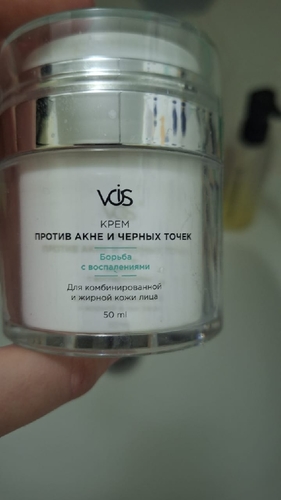 VOIS
КРЕМ
ПРОТИВ АКНЕ И ЧЕРНЫХ ТОЧЕК
Борьба
с воспалениями
Для комбинированной
и жирной кожи лица
50 ml